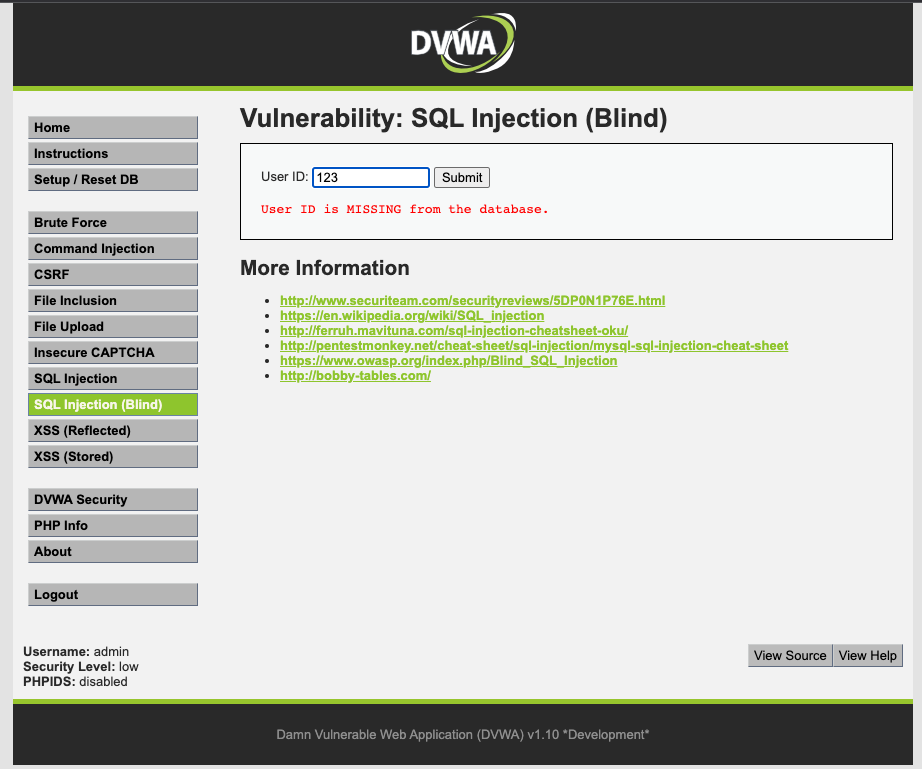 DVWA
Vulnerability: SQL Injection (Blind)
Home
Instructions
Setup / Reset DB
Brute Force
Command Injection
CSRF
File Inclusion
File Upload
Insecure CAPTCHA
SQL Injection
SQL Injection (Blind)
XSS (Reflected)
XSS (Stored)
DVWA Security
PHP Info
About
Logout
User ID: 123 Submit
User ID is MISSING from the database.
More Information
http://www.securiteam.com/securityreviews/5DP0N1P76E.html
https://en.wikipedia.org/wiki/SQL_injection
http://ferruh.mavituna.com/sql-injection-cheatsheet-oku/
http://pentestmonkey.net/cheat-sheet/sql-injection/mysql-sql-injection-cheat-sheet
https://www.owasp.org/index.php/Blind_SQL_Injection
http://bobby-tables.com/
Username: admin
Security Level: low
PHPIDS: disabled
View Source View Help
Damn Vulnerable Web Application (DVWA) v1.10 *Development*